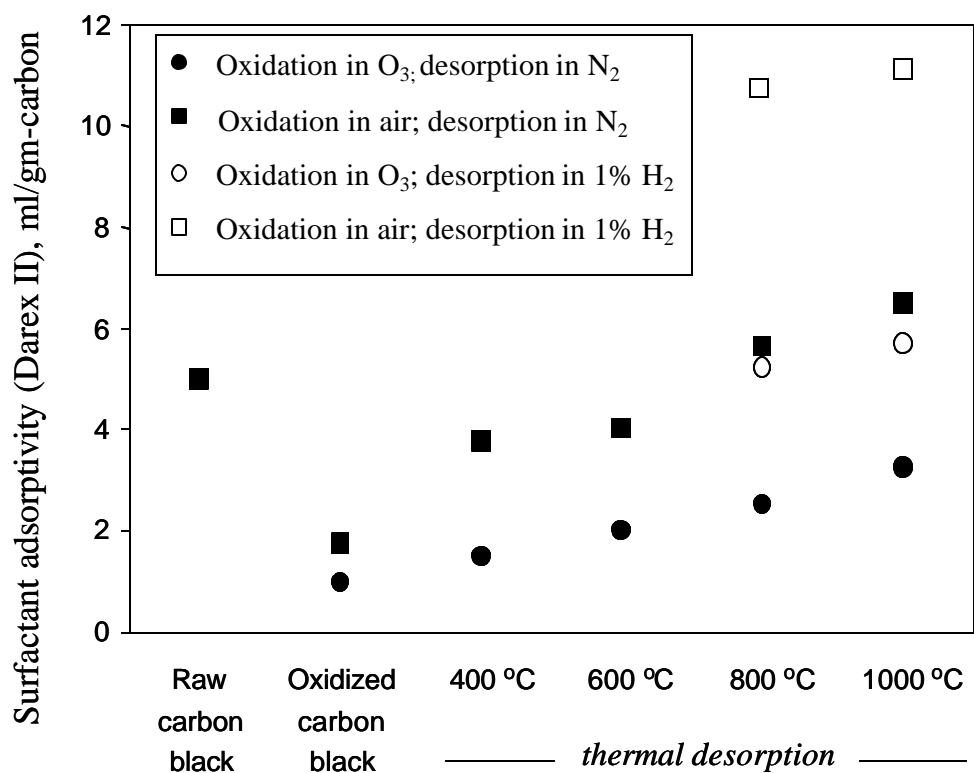 Surfactant adsorptivity (Darex II), ml/gm-carbon
12
10
8
6
4
2
0
Oxidation in O₃; desorption in N₂
Oxidation in air; desorption in N₂
Oxidation in O₃; desorption in 1% H₂
Oxidation in air; desorption in 1% H₂
Raw
carbon
black
Oxidized
carbon
black
400 ºC
600 ºC
800 ºC
1000 ºC
thermal desorption